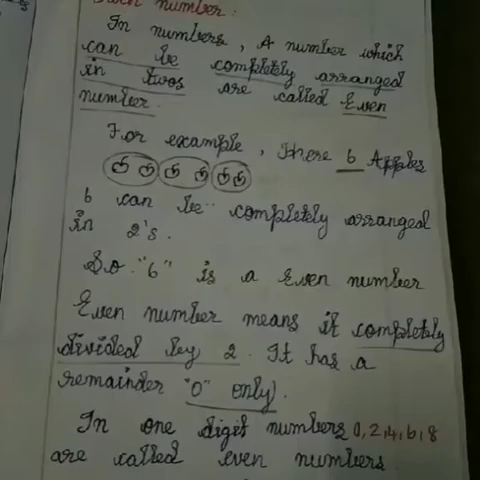 Even number:
In numbers, A number which
can be completely arranged
in twos are called Even
number.
For example, There 6 Apples
6 can be completely arranged
in 2's.
So "6" is a Even number
Even number means it completely
divided by 2. It has a
remainder "0" only).
In one digit numbers 0, 2, 4, 6, 8
are called even numbers.